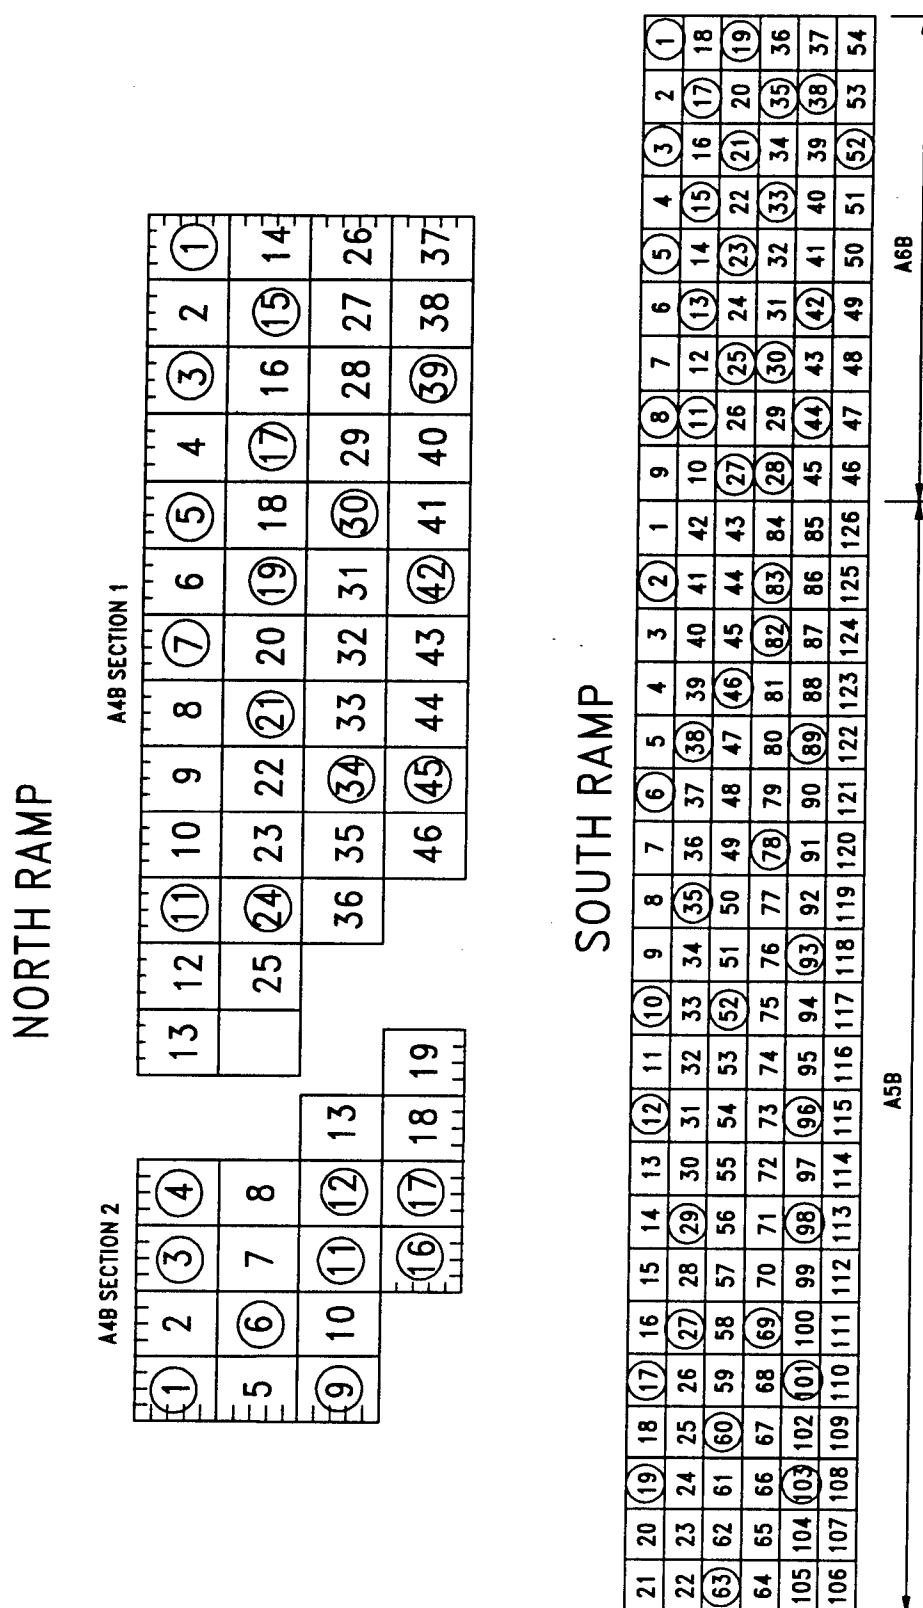 NORTH RAMP
A4B SECTION 2
1 2 3 4
5 6 7 8
9 10 11 12 13
16 17 18 19
A4B SECTION 1
13 12 11 10 9 8 7 6 5 4 3 2 1
25 24 23 22 21 20 19 18 17 16 15 14
36 35 34 33 32 31 30 29 28 27 26
46 45 44 43 42 41 40 39 38 37
SOUTH RAMP
21 20 19 18 17 16 15 14 13 12 11 10 9 8 7 6 5 4 3 2 1 9 8 7 6 5 4 3 2 1
22 23 24 25 26 27 28 29 30 31 32 33 34 35 36 37 38 39 40 41 42 10 11 12 13 14 15 16 17 18
63 62 61 60 59 58 57 56 55 54 53 52 51 50 49 48 47 46 45 44 43 27 26 25 24 23 22 21 20 19
64 65 66 67 68 69 70 71 72 73 74 75 76 77 78 79 80 81 82 83 84 28 29 30 31 32 33 34 35 36
105 104 103 102 101 100 99 98 97 96 95 94 93 92 91 90 89 88 87 86 85 45 44 43 42 41 40 39 38 37
106 107 108 109 110 111 112 113 114 115 116 117 118 119 120 121 122 123 124 125 126 46 47 48 49 50 51 52 53 54
A5B
A6B